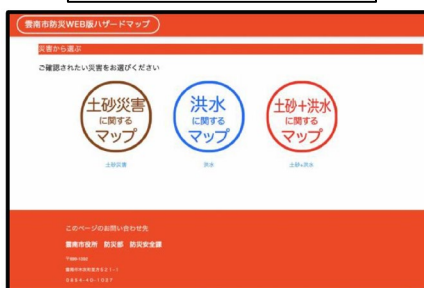 雲南市防災WEB版ハザードマップ
災害から選ぶ
ご確認されたい災害をお選びください
土砂災害
に関する
マップ
洪水
に関する
マップ
土砂+洪水
に関する
マップ
土砂災害
洪水
土砂+洪水
このページのお問い合わせ先
雲南市役所 防災部 防災安全課